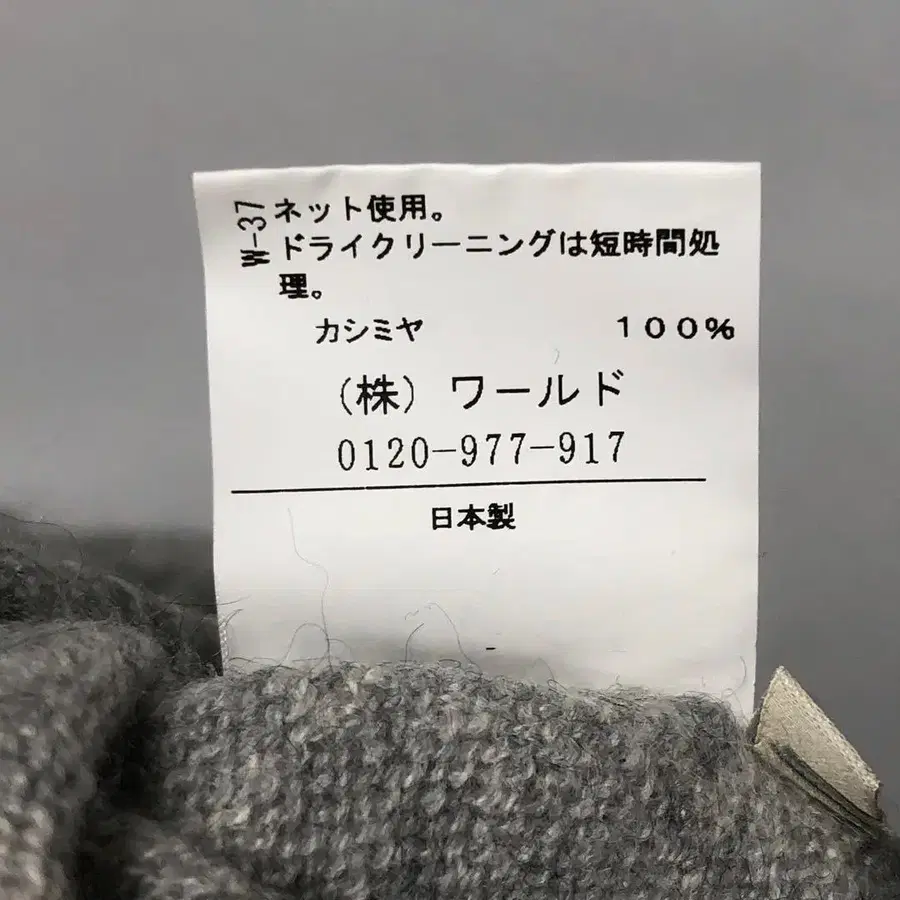 W-37
ネット使用。
ドライクリーニングは短時間処
理。
カシミヤ 100%
（株）ワールド
0120-977-917
日本製